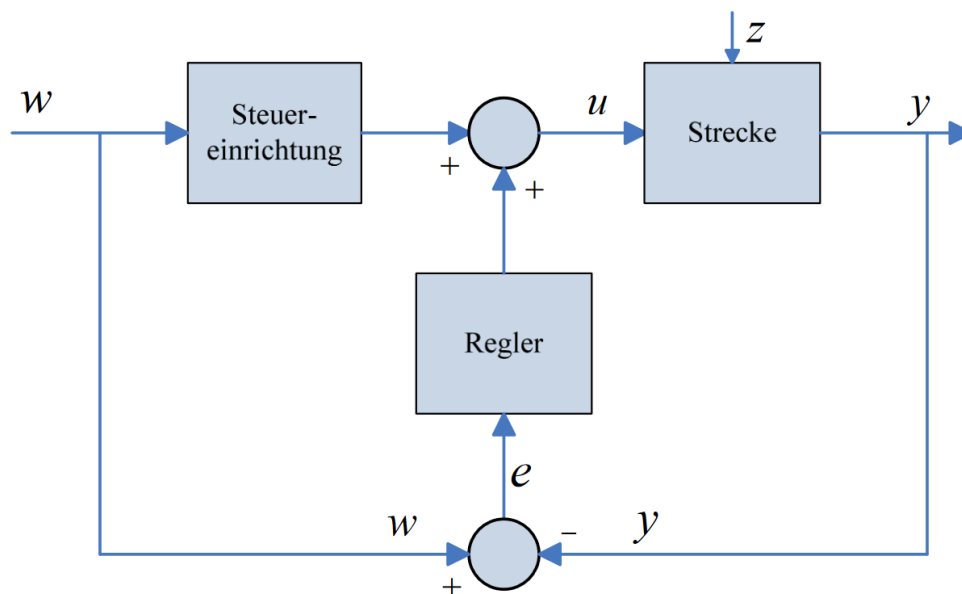 z
w
Steuer-
einrichtung
u
Strecke
y
+
+
Regler
e
w
+
−
y